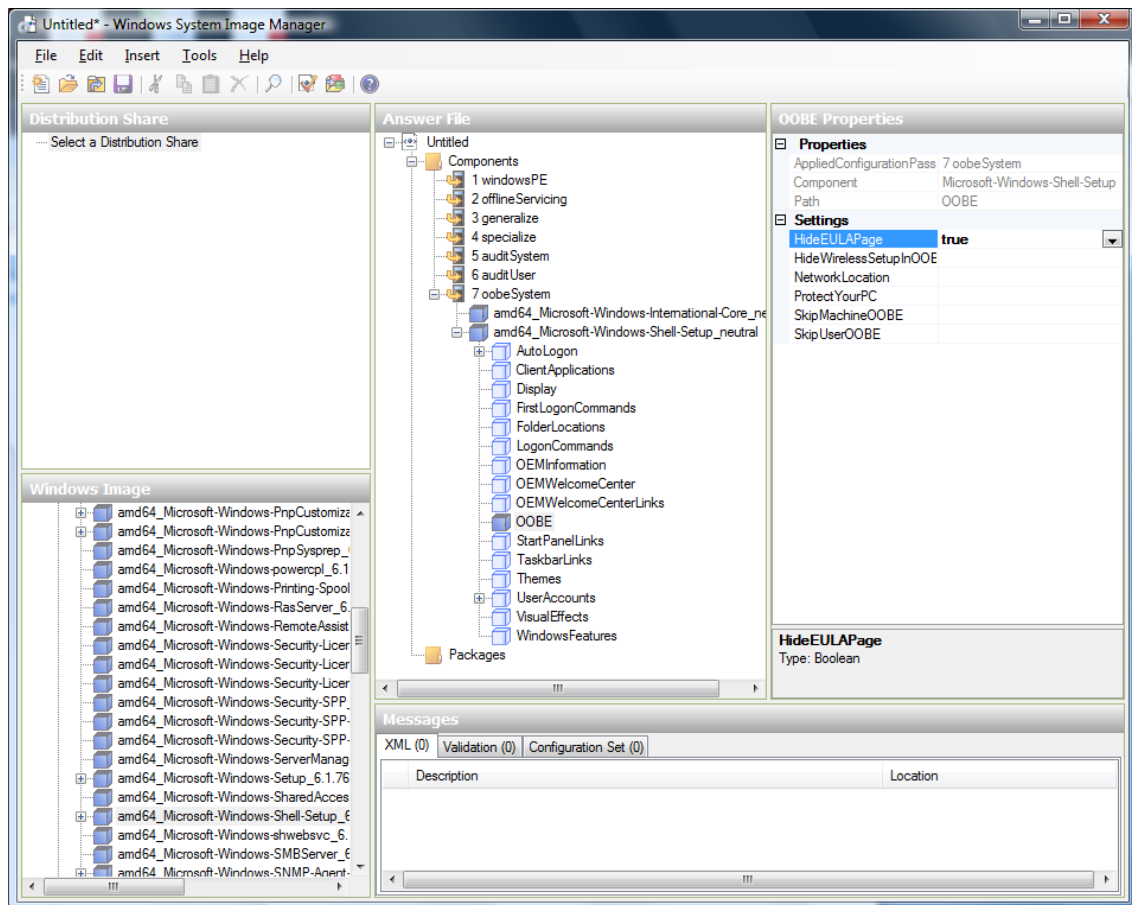 Untitled* - Windows System Image Manager
File Edit Insert Tools Help
Distribution Share
Select a Distribution Share
Windows Image
amd64_Microsoft-Windows-PnpCustomiza
amd64_Microsoft-Windows-PnpCustomiza
amd64_Microsoft-Windows-PnpSysprep_
amd64_Microsoft-Windows-powercpl_6.1
amd64_Microsoft-Windows-Printing-Spool
amd64_Microsoft-Windows-RasServer_6.
amd64_Microsoft-Windows-RemoteAssist
amd64_Microsoft-Windows-Security-Licer
amd64_Microsoft-Windows-Security-Licer
amd64_Microsoft-Windows-Security-Licer
amd64_Microsoft-Windows-Security-SPP_
amd64_Microsoft-Windows-Security-SPP-
amd64_Microsoft-Windows-Security-SPP-
amd64_Microsoft-Windows-ServerManag
amd64_Microsoft-Windows-Setup_6.1.76
amd64_Microsoft-Windows-SharedAcces
amd64_Microsoft-Windows-Shell-Setup_6
amd64_Microsoft-Windows-shwebsvc_6.
amd64_Microsoft-Windows-SMBServer_6
amd64_Microsoft-Windows-SNMP-Agent-
Answer File
Untitled
Components
1 windowsPE
2 offlineServicing
3 generalize
4 specialize
5 auditSystem
6 auditUser
7 oobeSystem
amd64_Microsoft-Windows-International-Core_ne
amd64_Microsoft-Windows-Shell-Setup_neutral
AutoLogon
ClientApplications
Display
FirstLogonCommands
FolderLocations
LogonCommands
OEMInformation
OEMWelcomeCenter
OEMWelcomeCenterLinks
OOBE
StartPanelLinks
TaskbarLinks
Themes
UserAccounts
VisualEffects
WindowsFeatures
Packages
OOBE Properties
Properties
AppliedConfigurationPass 7 oobeSystem
Component Microsoft-Windows-Shell-Setup
Path OOBE
Settings
HideEULAPage true
HideWirelessSetupInOOBE
NetworkLocation
ProtectYourPC
SkipMachineOOBE
SkipUserOOBE
HideEULAPage
Type: Boolean
Messages
XML (0) Validation (0) Configuration Set (0)
Description Location